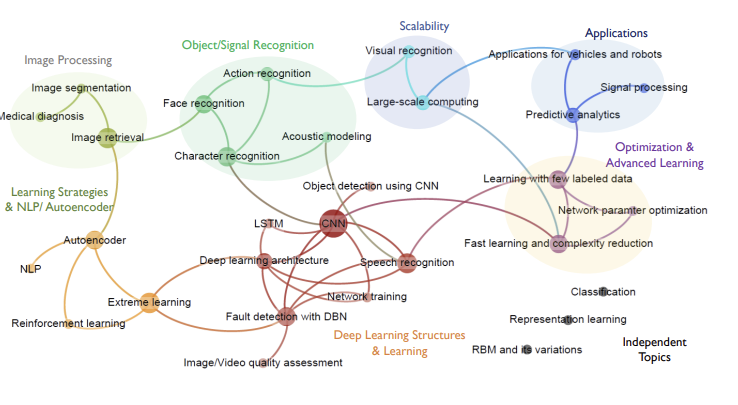 Scalability
Applications
Object/Signal Recognition
Image Processing
Visual recognition
Applications for vehicles and robots
Action recognition
Image segmentation
Signal processing
Face recognition
Large-scale computing
Medical diagnosis
Predictive analytics
Image retrieval
Acoustic modeling
Character recognition
Optimization &
Advanced Learning
Learning with few labeled data
Object detection using CNN
Learning Strategies
& NLP/ Autoencoder
Network paramter optimization
LSTM
CNN
Autoencoder
Fast learning and complexity reduction
Deep learning architecture
Speech recognition
NLP
Classification
Network training
Extreme learning
Fault detection with DBN
Representation learning
Reinforcement learning
Deep Learning Structures
& Learning
Independent
Topics
RBM and its variations
Image/Video quality assessment